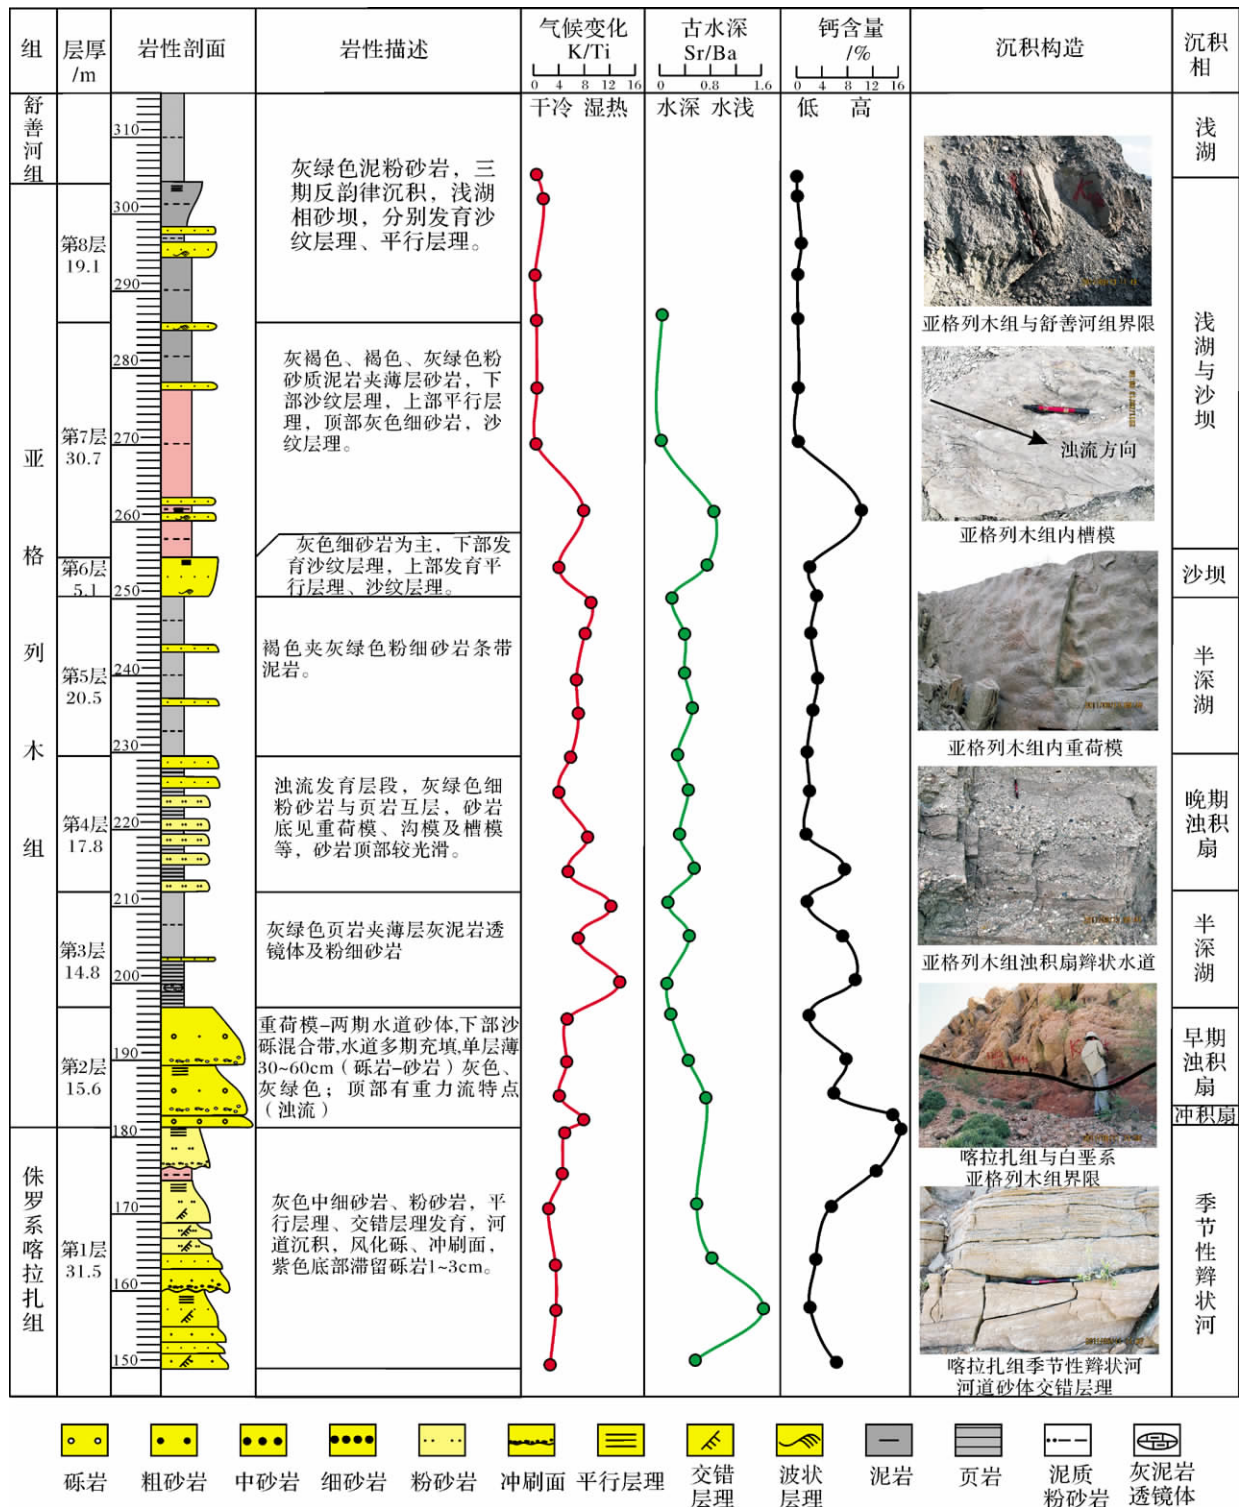 组
层厚
/m
岩性剖面
岩性描述
气候变化
K/Ti
0 4 8 12 16
干冷 湿热
古水深
Sr/Ba
0 0.8 1.6
水深 水浅
钙含量
/%
0 4 8 12 16
低 高
沉积构造
沉积
相
舒善河组
亚格列木组
侏罗系喀拉扎组
第8层
19.1
第7层
30.7
第6层
5.1
第5层
20.5
第4层
17.8
第3层
14.8
第2层
15.6
第1层
31.5
310
300
290
280
270
260
250
240
230
220
210
200
190
180
170
160
150
灰绿色泥粉砂岩，三
期反韵律沉积，浅湖
相砂坝，分别发育沙
纹层理、平行层理。
灰褐色、褐色、灰绿色粉
砂质泥岩夹薄层砂岩，下
部沙纹层理，上部平行层
理，顶部灰色细砂岩，沙
纹层理。
灰色细砂岩为主，下部发
育沙纹层理，上部发育平
行层理、沙纹层理。
褐色夹灰绿色粉细砂岩条带
泥岩。
浊流发育层段，灰绿色细
粉砂岩与页岩互层，砂岩
底见重荷模、沟模及槽模
等，砂岩顶部较光滑。
灰绿色页岩夹薄层灰泥岩透
镜体及粉细砂岩
重荷模–两期水道砂体,下部沙
砾混合带,水道多期充填,单层薄
30~60cm（砾岩–砂岩）灰色、
灰绿色；顶部有重力流特点
（浊流）
灰色中细砂岩、粉砂岩，平
行层理、交错层理发育，河
道沉积，风化砾、冲刷面，
紫色底部滞留砾岩1~3cm。
亚格列木组与舒善河组界限
浊流方向
亚格列木组内槽模
亚格列木组内重荷模
亚格列木组浊积扇辫状水道
喀拉扎组与白垩系
亚格列木组界限
喀拉扎组季节性辫状河
河道砂体交错层理
浅湖
浅湖与沙坝
沙坝
半深湖
晚期
浊积
扇
半深湖
早期
浊积
扇
冲积扇
季节性辫状河
砾岩
粗砂岩
中砂岩
细砂岩
粉砂岩
冲刷面
平行层理
交错
层理
波状
层理
泥岩
页岩
泥质
粉砂岩
灰泥岩
透镜体